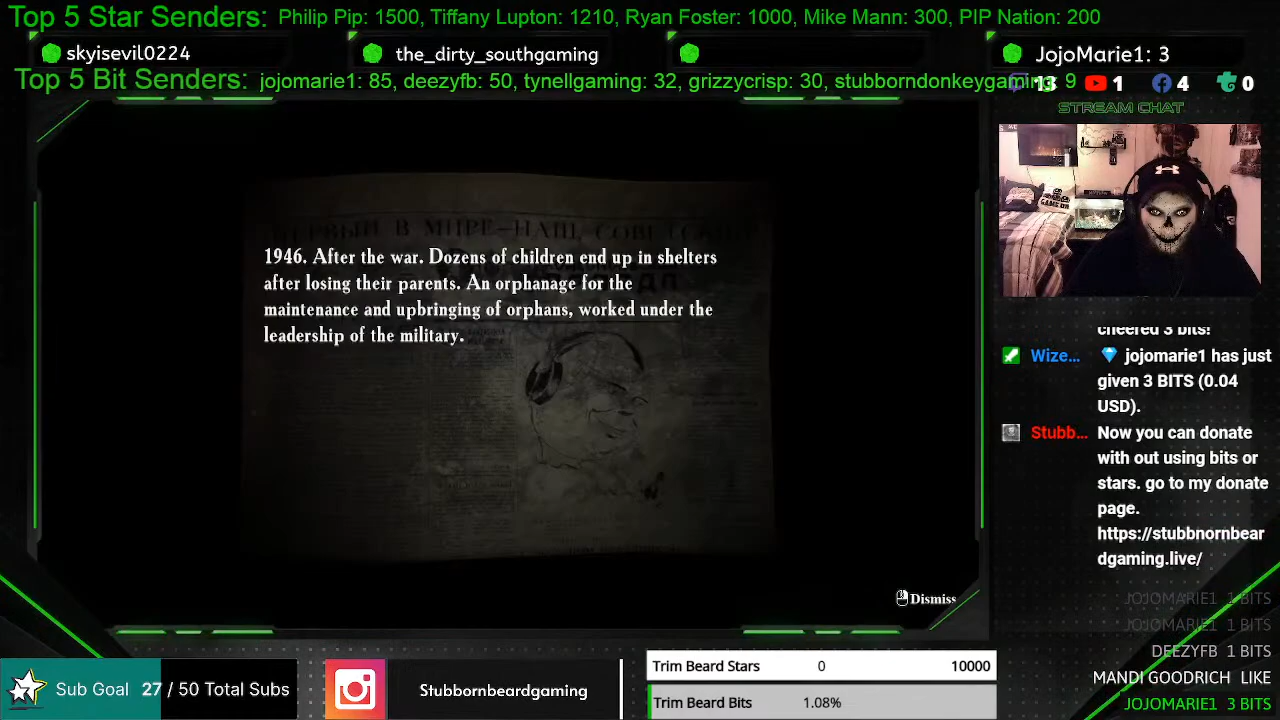 Top 5 Star Senders: Philip Pip: 1500, Tiffany Lupton: 1210, Ryan Foster: 1000, Mike Mann: 300, PIP Nation: 200
skyisevil0224
the_dirty_southgaming
JojoMarie1: 3
Top 5 Bit Senders: jojomarie1: 85, deezyfb: 50, tynellgaming: 32, grizzycrisp: 30, stubborndonkeygaming: 9
1
4
0
STREAM CHAT
1946. After the war. Dozens of children end up in shelters
after losing their parents. An orphanage for the
maintenance and upbringing of orphans, worked under the
leadership of the military.
Dismiss
cheered 3 bits!
Wize... jojomarie1 has just
given 3 BITS (0.04
USD).
Stubb... Now you can donate
with out using bits or
stars. go to my donate
page.
https://stubbnornbear
dgaming.live/
JOJOMARIE1 1 BITS
JOJOMARIE1 1 BITS
DEEZYFB 1 BITS
MANDI GOODRICH LIKE
JOJOMARIE1 3 BITS
Sub Goal 27 / 50 Total Subs
Stubbornbeardgaming
Trim Beard Stars 0 10000
Trim Beard Bits 1.08%